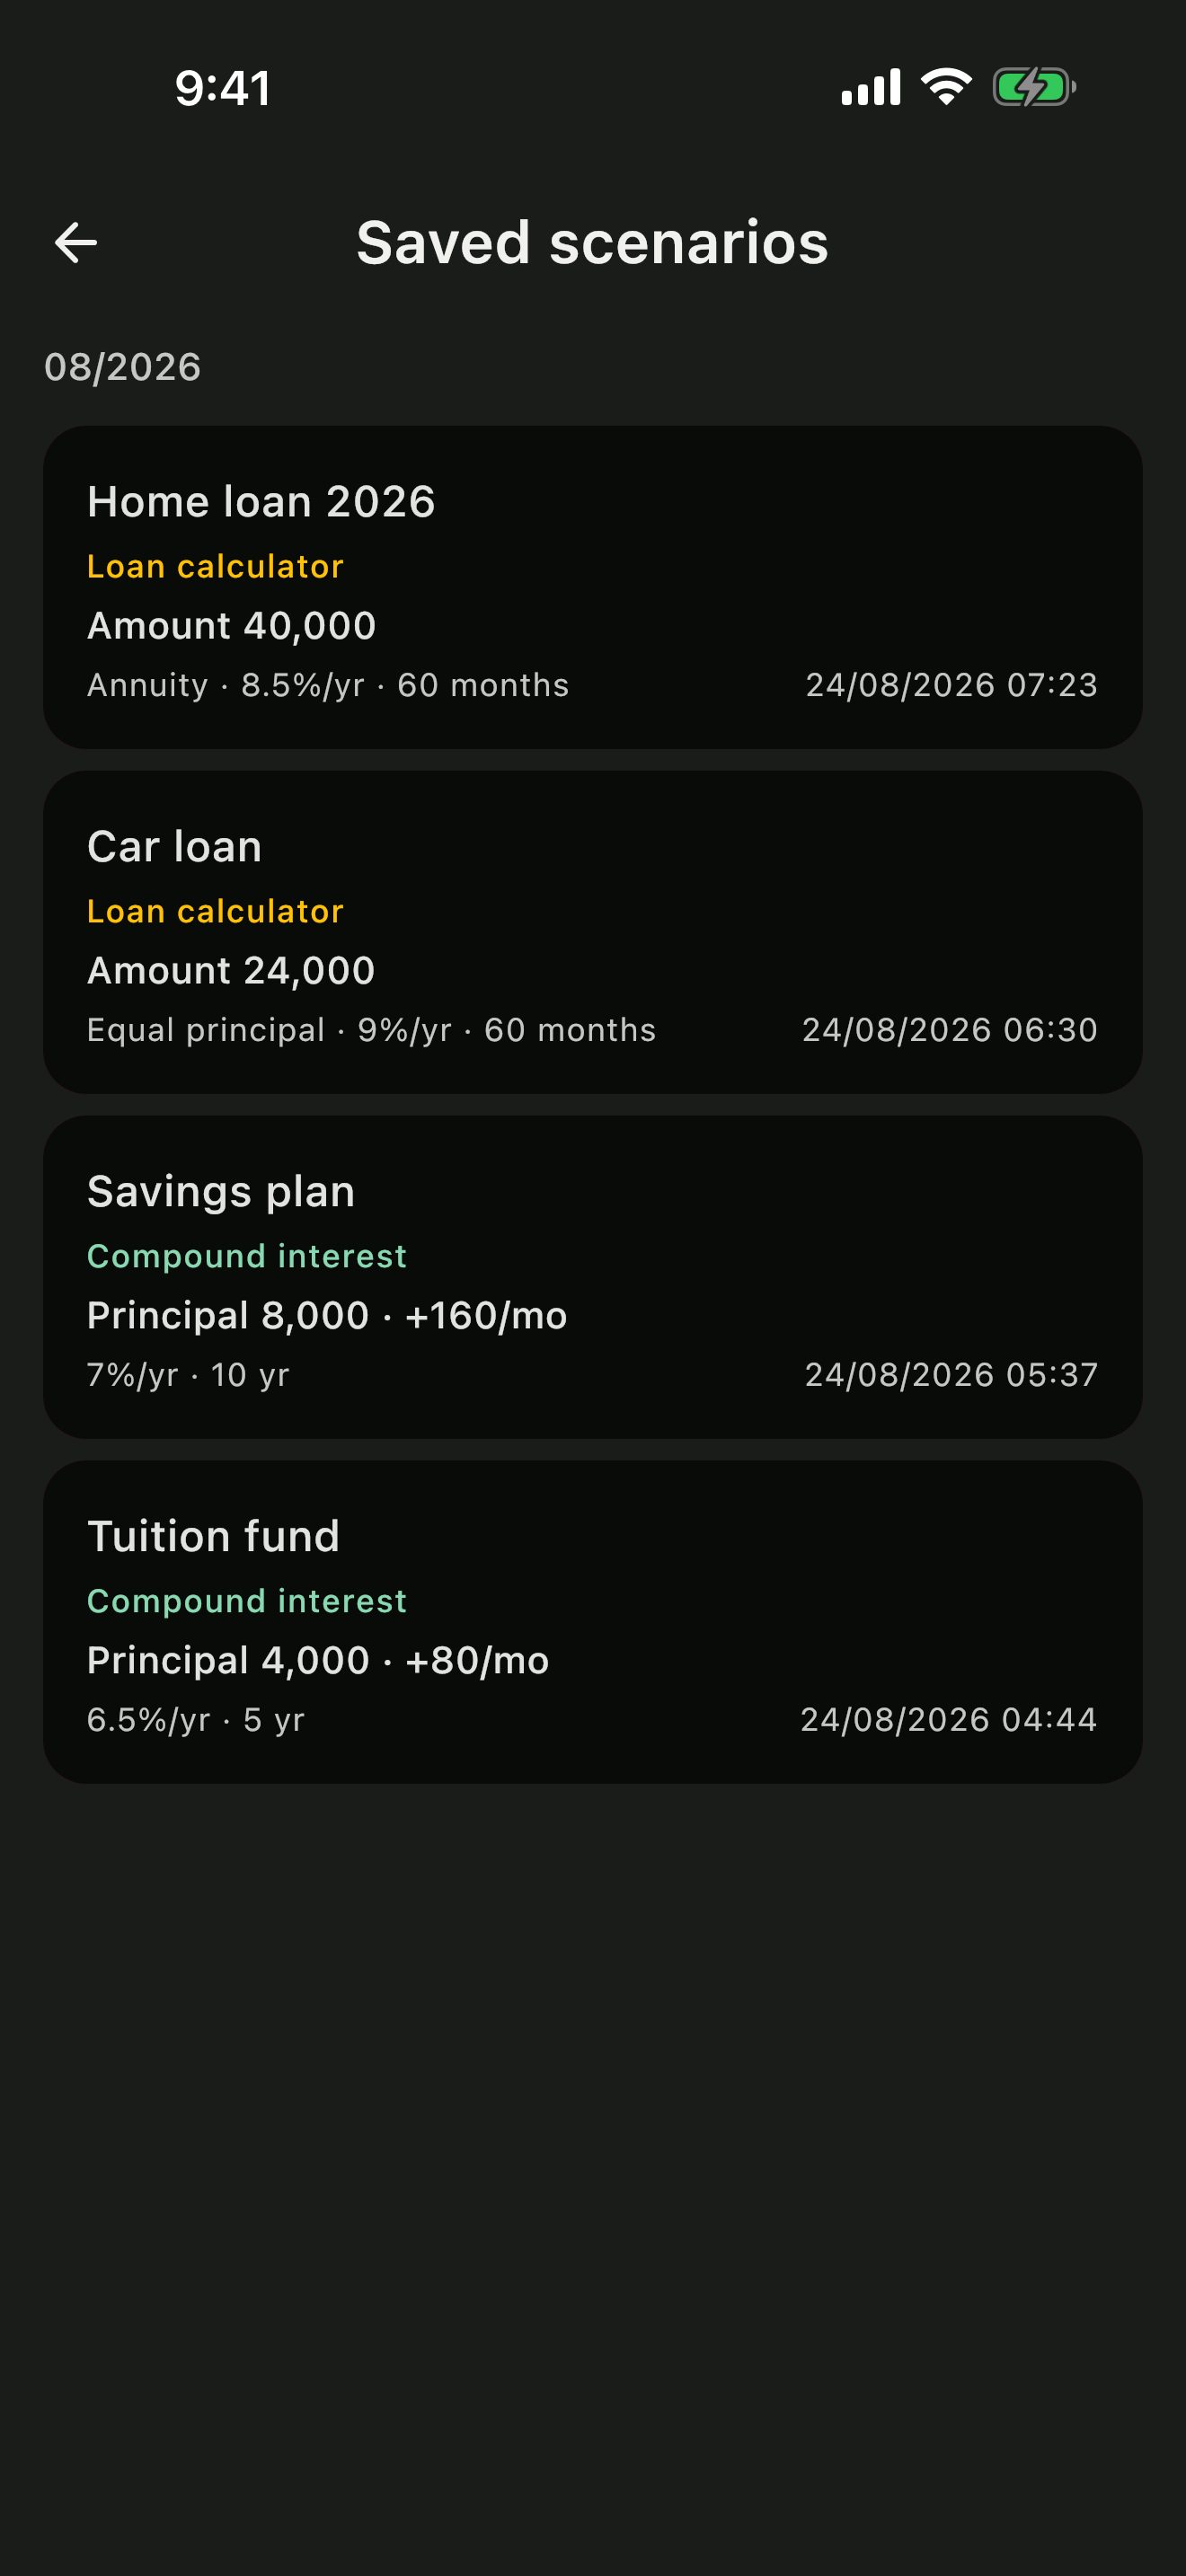 9:41
Saved scenarios
08/2026
Home loan 2026
Loan calculator
Amount 40,000
Annuity · 8.5%/yr · 60 months 24/08/2026 07:23
Car loan
Loan calculator
Amount 24,000
Equal principal · 9%/yr · 60 months 24/08/2026 06:30
Savings plan
Compound interest
Principal 8,000 · +160/mo
7%/yr · 10 yr 24/08/2026 05:37
Tuition fund
Compound interest
Principal 4,000 · +80/mo
6.5%/yr · 5 yr 24/08/2026 04:44